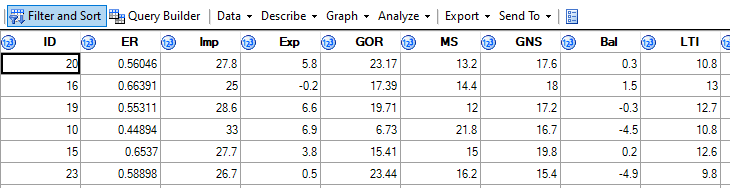 Filter and Sort Query Builder Data Describe Graph Analyze Export Send To
ID ER Imp Exp GOR MS GNS Bal LTI
20 0.56046 27.8 5.8 23.17 13.2 17.6 0.3 10.8
16 0.66391 25 -0.2 17.39 14.4 18 1.5 13
19 0.55311 28.6 6.6 19.71 12 17.2 -0.3 12.7
10 0.44894 33 6.9 6.73 21.8 16.7 -4.5 10.8
15 0.6537 27.7 3.8 15.41 15 19.8 0.2 12.6
23 0.58898 26.7 0.5 23.44 16.2 15.4 -4.9 9.8